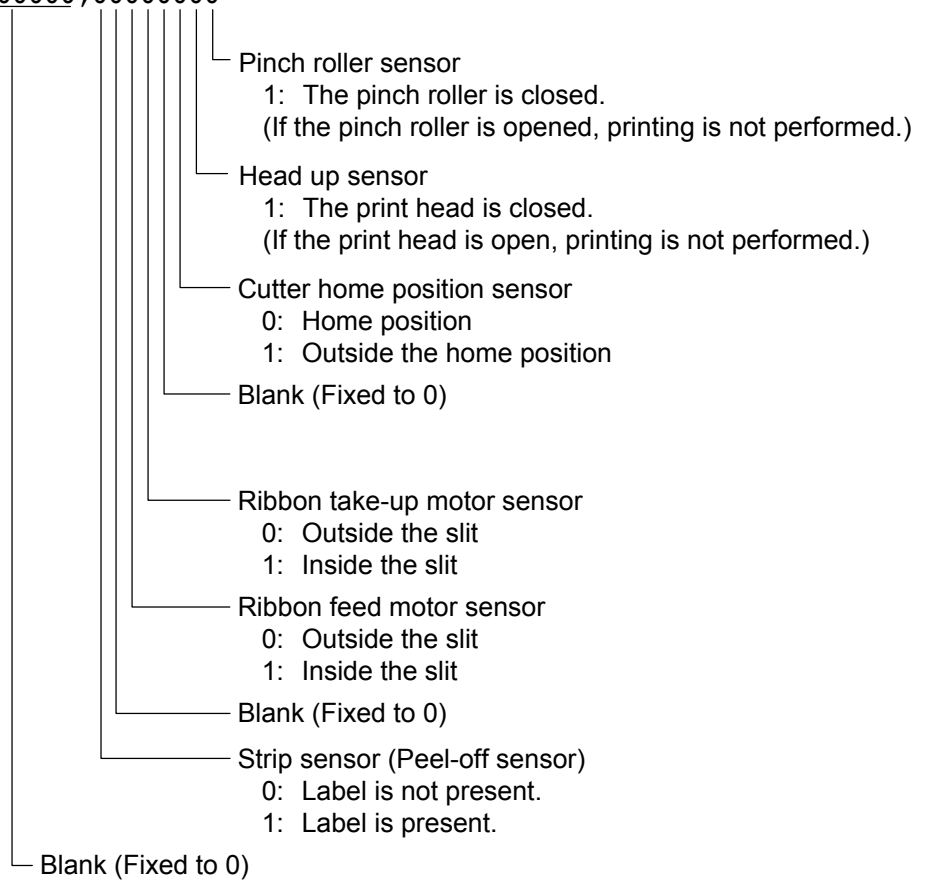 Pinch roller sensor
1: The pinch roller is closed.
(If the pinch roller is opened, printing is not performed.)
Head up sensor
1: The print head is closed.
(If the print head is open, printing is not performed.)
Cutter home position sensor
0: Home position
1: Outside the home position
Blank (Fixed to 0)
Ribbon take-up motor sensor
0: Outside the slit
1: Inside the slit
Ribbon feed motor sensor
0: Outside the slit
1: Inside the slit
Blank (Fixed to 0)
Strip sensor (Peel-off sensor)
0: Label is not present.
1: Label is present.
Blank (Fixed to 0)